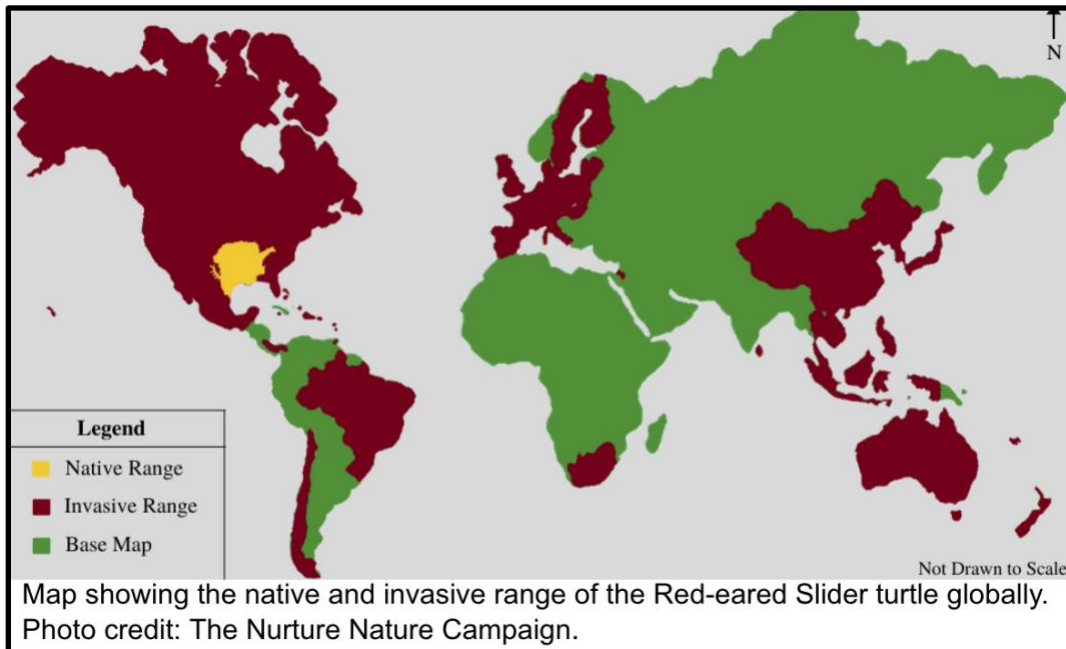 N
Legend
Native Range
Invasive Range
Base Map
Not Drawn to Scale
Map showing the native and invasive range of the Red-eared Slider turtle globally.
Photo credit: The Nurture Nature Campaign.